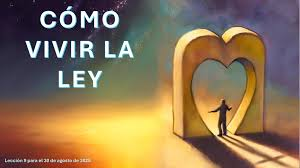 CÓMO
VIVIR LA
LEY
Lección 9 para el 30 de agosto de 2025